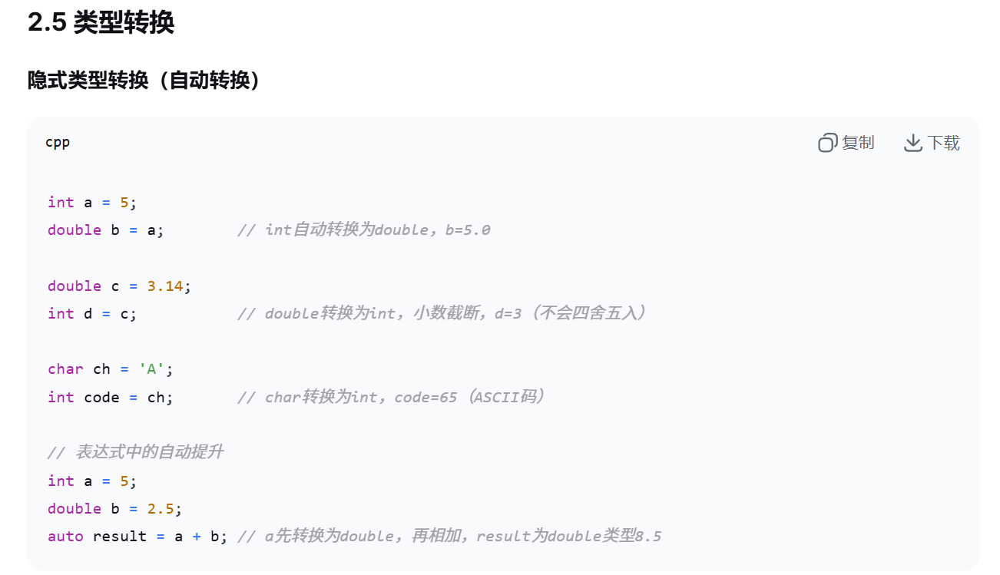 2.5 类型转换
隐式类型转换（自动转换）
cpp 复制 下载
int a = 5;
double b = a; // int自动转换为double，b=5.0
double c = 3.14;
int d = c; // double转换为int，小数截断，d=3（不会四舍五入）
char ch = 'A';
int code = ch; // char转换为int，code=65（ASCII码）
// 表达式中的自动提升
int a = 5;
double b = 2.5;
auto result = a + b; // a先转换为double，再相加，result为double类型8.5